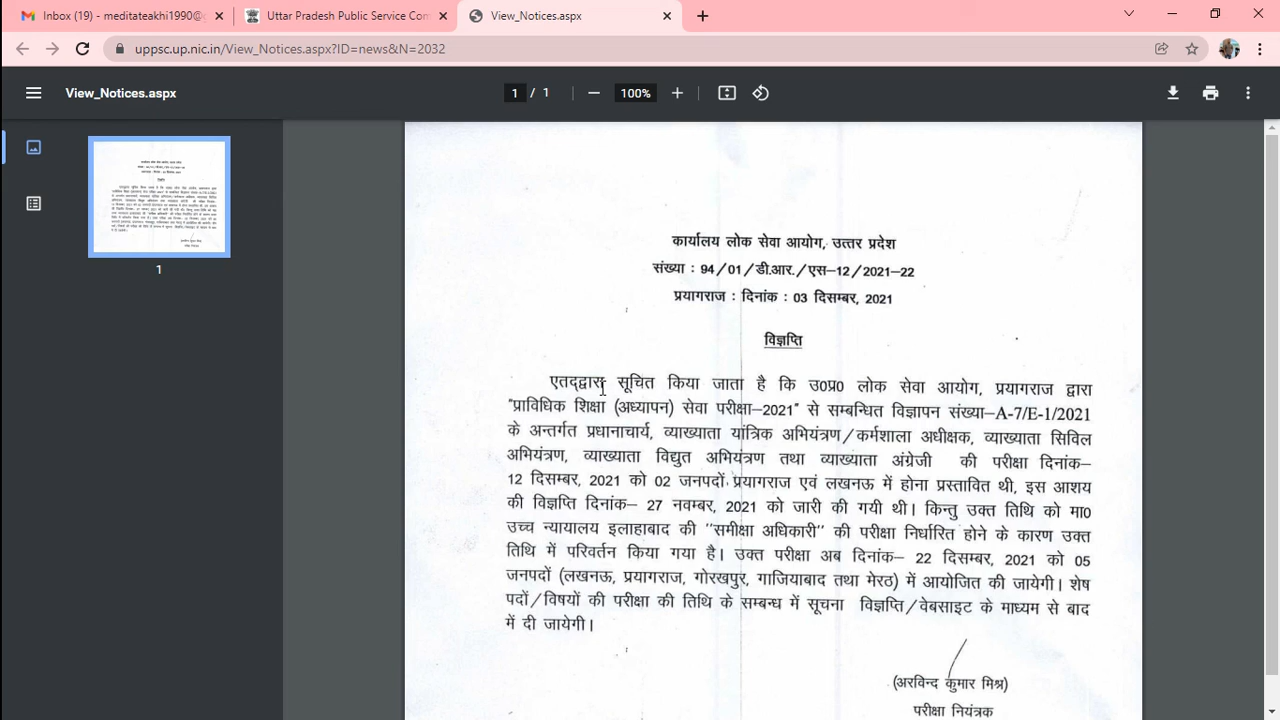 Inbox (19) - meditateakhi1990@g
Uttar Pradesh Public Service Com
View_Notices.aspx
uppsc.up.nic.in/View_Notices.aspx?ID=news&N=2032
View_Notices.aspx
1 / 1
100%
1
कार्यालय लोक सेवा आयोग, उत्तर प्रदेश
संख्या : 94/01/डी.आर./एस-12/2021-22
प्रयागराज : दिनांक : 03 दिसम्बर, 2021
विज्ञप्ति
एतद्द्वारा सूचित किया जाता है कि उ0प्र0 लोक सेवा आयोग, प्रयागराज द्वारा
"प्राविधिक शिक्षा (अध्यापन) सेवा परीक्षा-2021" से सम्बन्धित विज्ञापन संख्या-A-7/E-1/2021
के अन्तर्गत प्रधानाचार्य, व्याख्याता यांत्रिक अभियंत्रण/कर्मशाला अधीक्षक, व्याख्याता सिविल
अभियंत्रण, व्याख्याता विद्युत अभियंत्रण तथा व्याख्याता अंग्रेजी की परीक्षा दिनांक-
12 दिसम्बर, 2021 को 02 जनपदों प्रयागराज एवं लखनऊ में होना प्रस्तावित थी, इस आशय
की विज्ञप्ति दिनांक- 27 नवम्बर, 2021 को जारी की गयी थी। किन्तु उक्त तिथि को मा0
उच्च न्यायालय इलाहाबाद की "समीक्षा अधिकारी" की परीक्षा निर्धारित होने के कारण उक्त
तिथि में परिवर्तन किया गया है। उक्त परीक्षा अब दिनांक- 22 दिसम्बर, 2021 को 05
जनपदों (लखनऊ, प्रयागराज, गोरखपुर, गाजियाबाद तथा मेरठ) में आयोजित की जायेगी। शेष
पदों/विषयों की परीक्षा की तिथि के सम्बन्ध में सूचना विज्ञप्ति/वेबसाइट के माध्यम से बाद
में दी जायेगी।
(अरविन्द कुमार मिश्र)
परीक्षा नियंत्रक